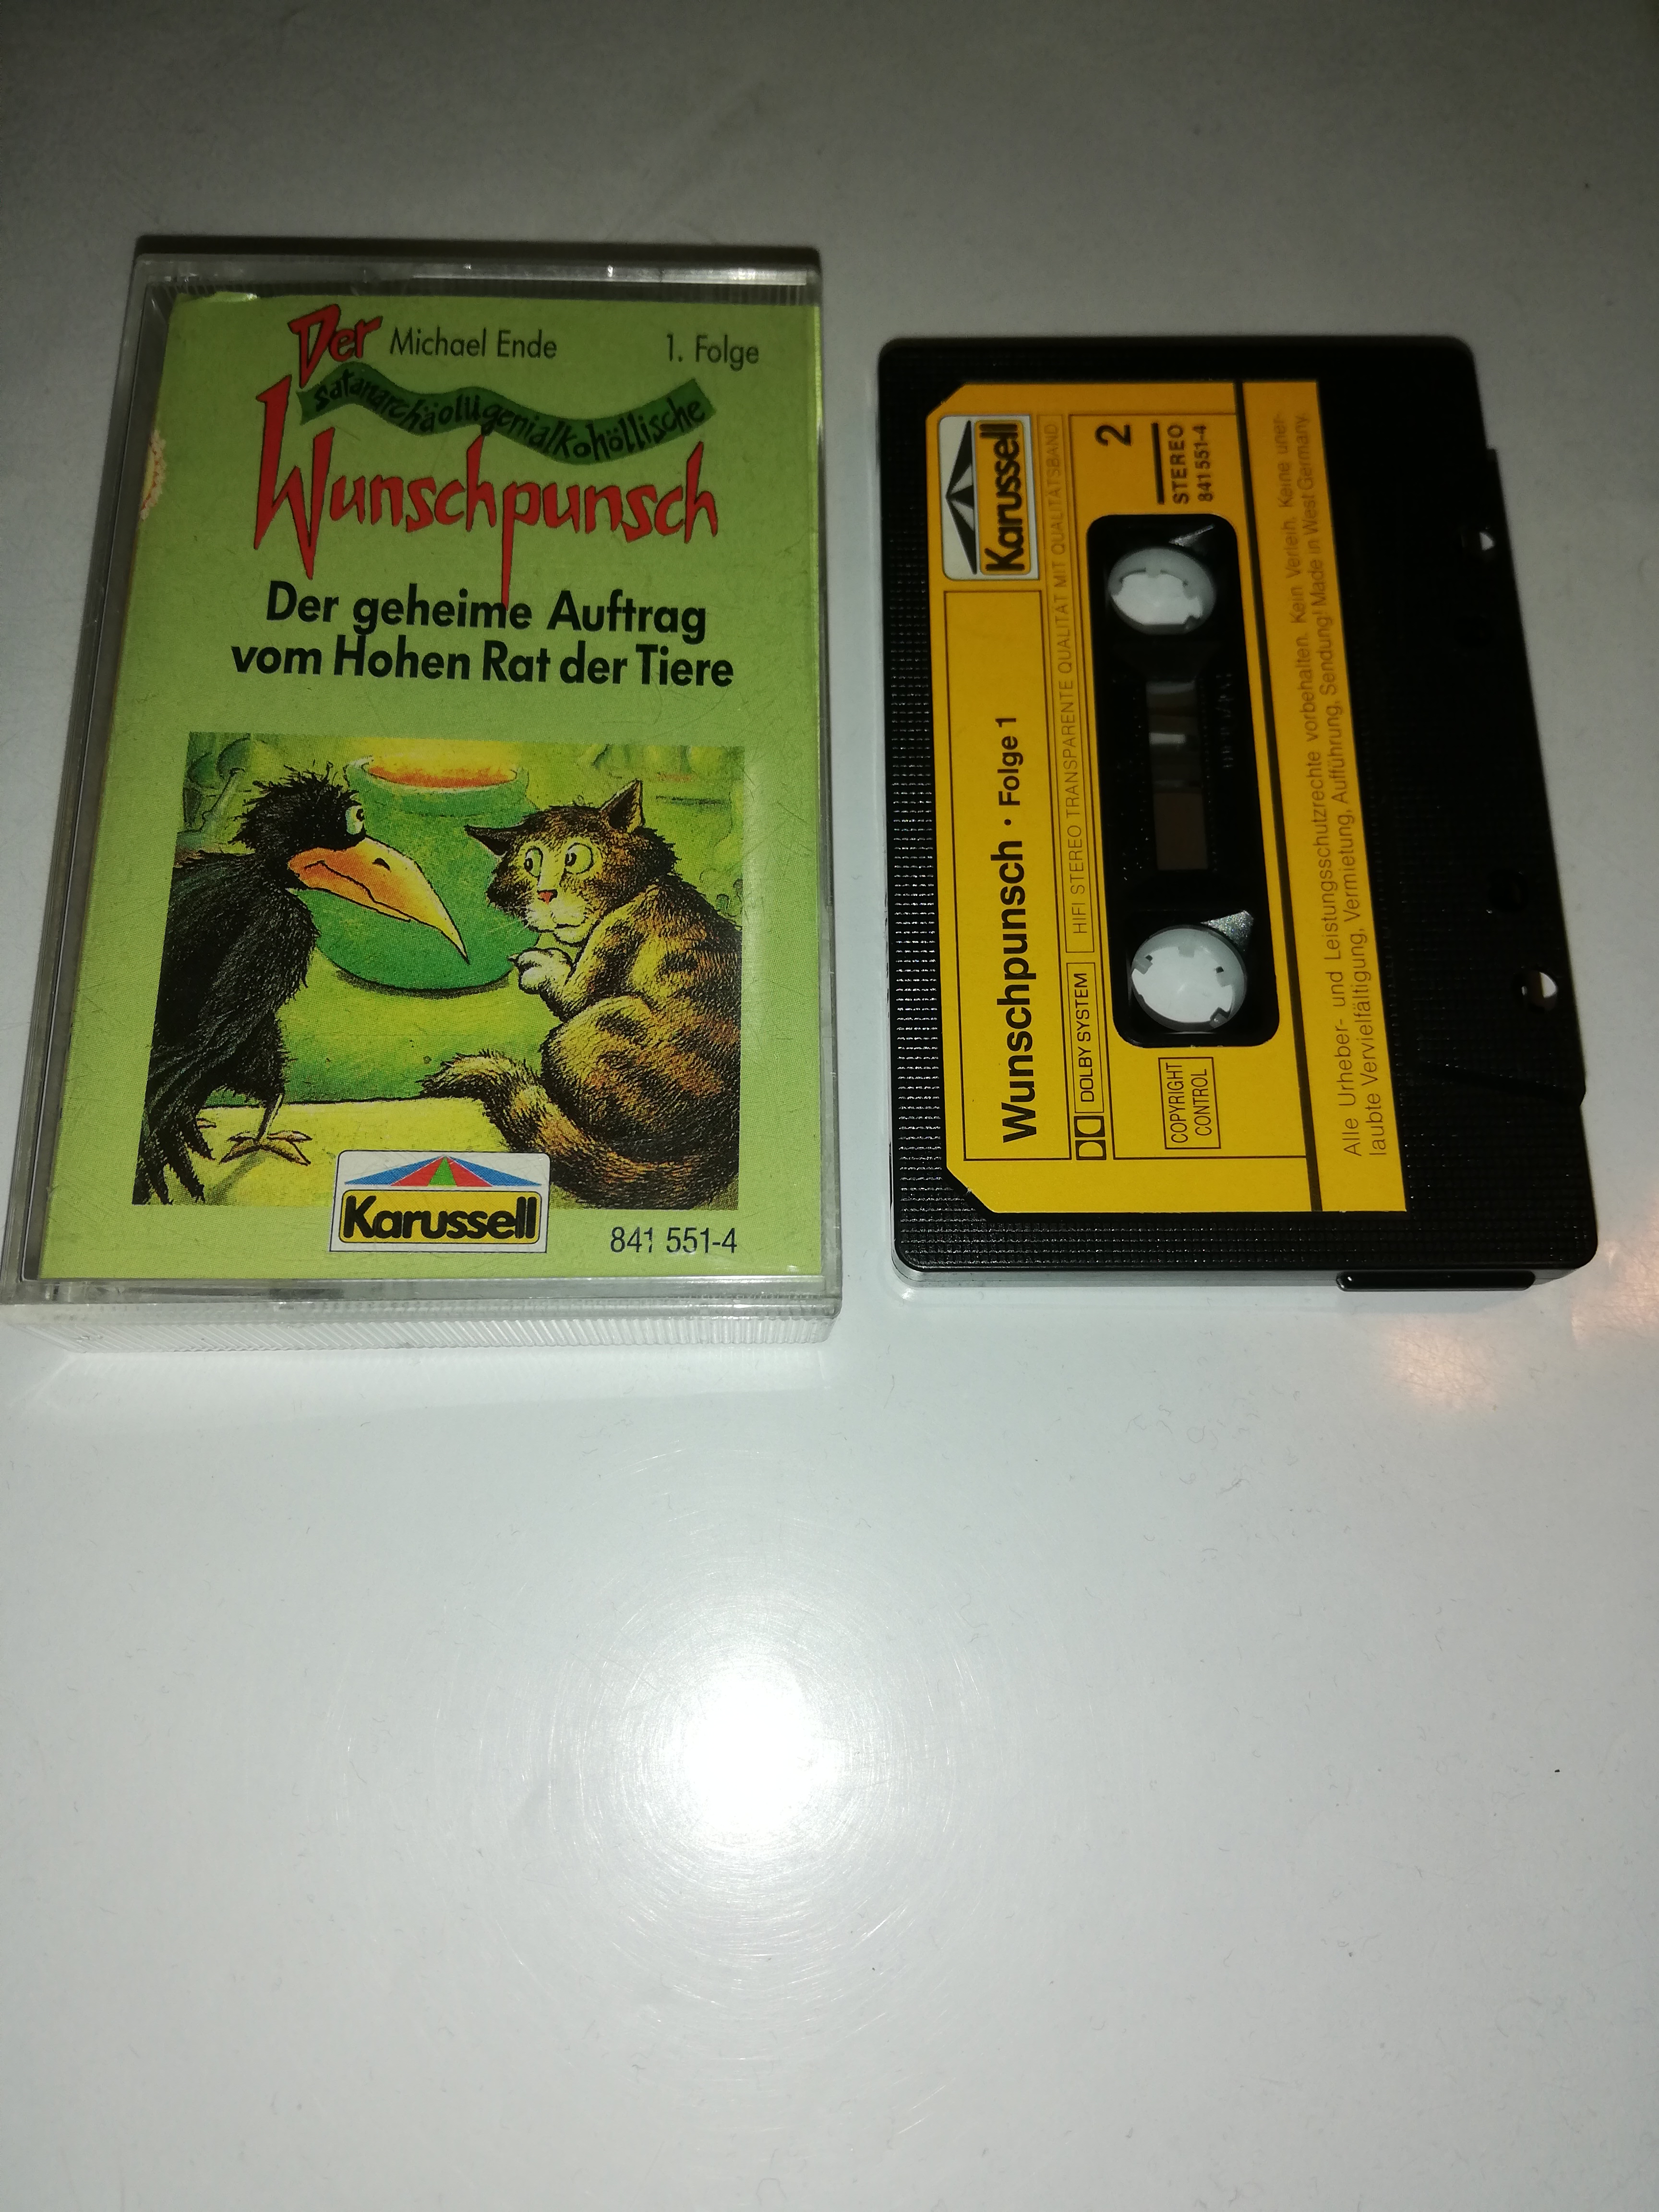 Der
Michael Ende
1. Folge
satanarchäolügenialkohöllische
Wunschpunsch
Der geheime Auftrag
vom Hohen Rat der Tiere
Karussell
841 551-4
Karussell
Wunschpunsch · Folge 1
DOLBY SYSTEM
HIFI STEREO TRANSPARENTE QUALITÄT MIT QUALITÄTSBAND
2
STEREO
841 551-4
COPYRIGHT
CONTROL
Alle Urheber- und Leistungsschutzrechte vorbehalten. Kein Verleih. Keine uner-
laubte Vervielfältigung, Vermietung, Aufführung, Sendung! Made in West Germany